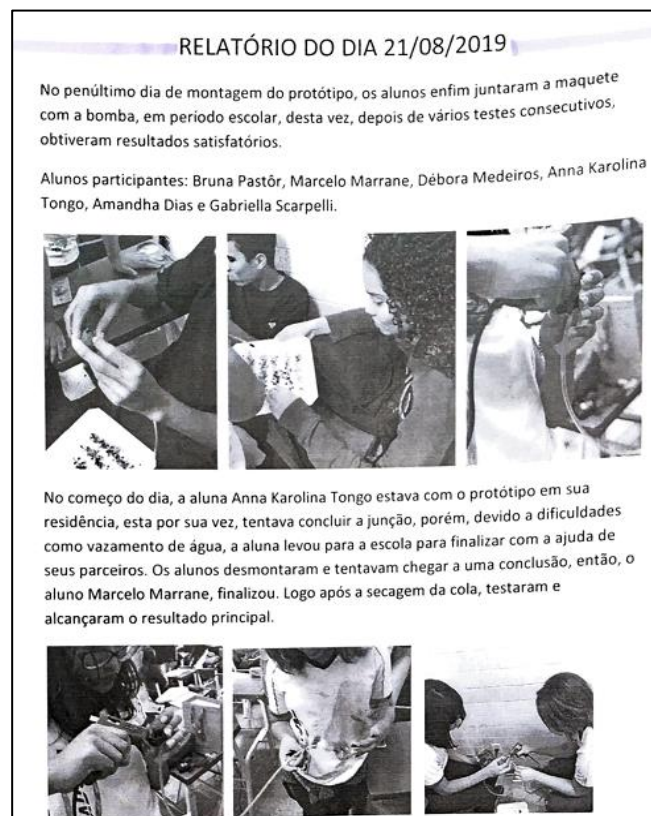 RELATÓRIO DO DIA 21/08/2019
No penúltimo dia de montagem do protótipo, os alunos enfim juntaram a maquete
com a bomba, em período escolar, desta vez, depois de vários testes consecutivos,
obtiveram resultados satisfatórios.
Alunos participantes: Bruna Pastôr, Marcelo Marrane, Débora Medeiros, Anna Karolina
Tongo, Amandha Dias e Gabriella Scarpelli.
No começo do dia, a aluna Anna Karolina Tongo estava com o protótipo em sua
residência, esta por sua vez, tentava concluir a junção, porém, devido a dificuldades
como vazamento de água, a aluna levou para a escola para finalizar com a ajuda de
seus parceiros. Os alunos desmontaram e tentavam chegar a uma conclusão, então, o
aluno Marcelo Marrane, finalizou. Logo após a secagem da cola, testaram e
alcançaram o resultado principal.